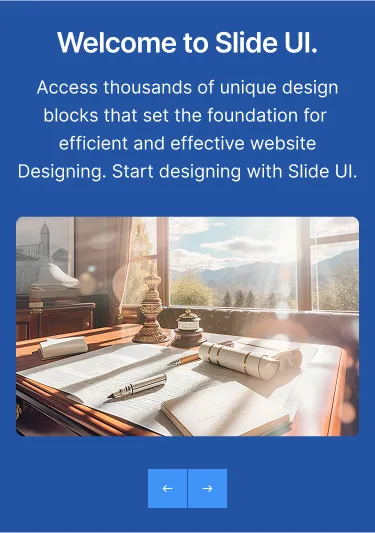 Welcome to Slide UI.
Access thousands of unique design
blocks that set the foundation for
efficient and effective website
Designing. Start designing with Slide UI.
← →